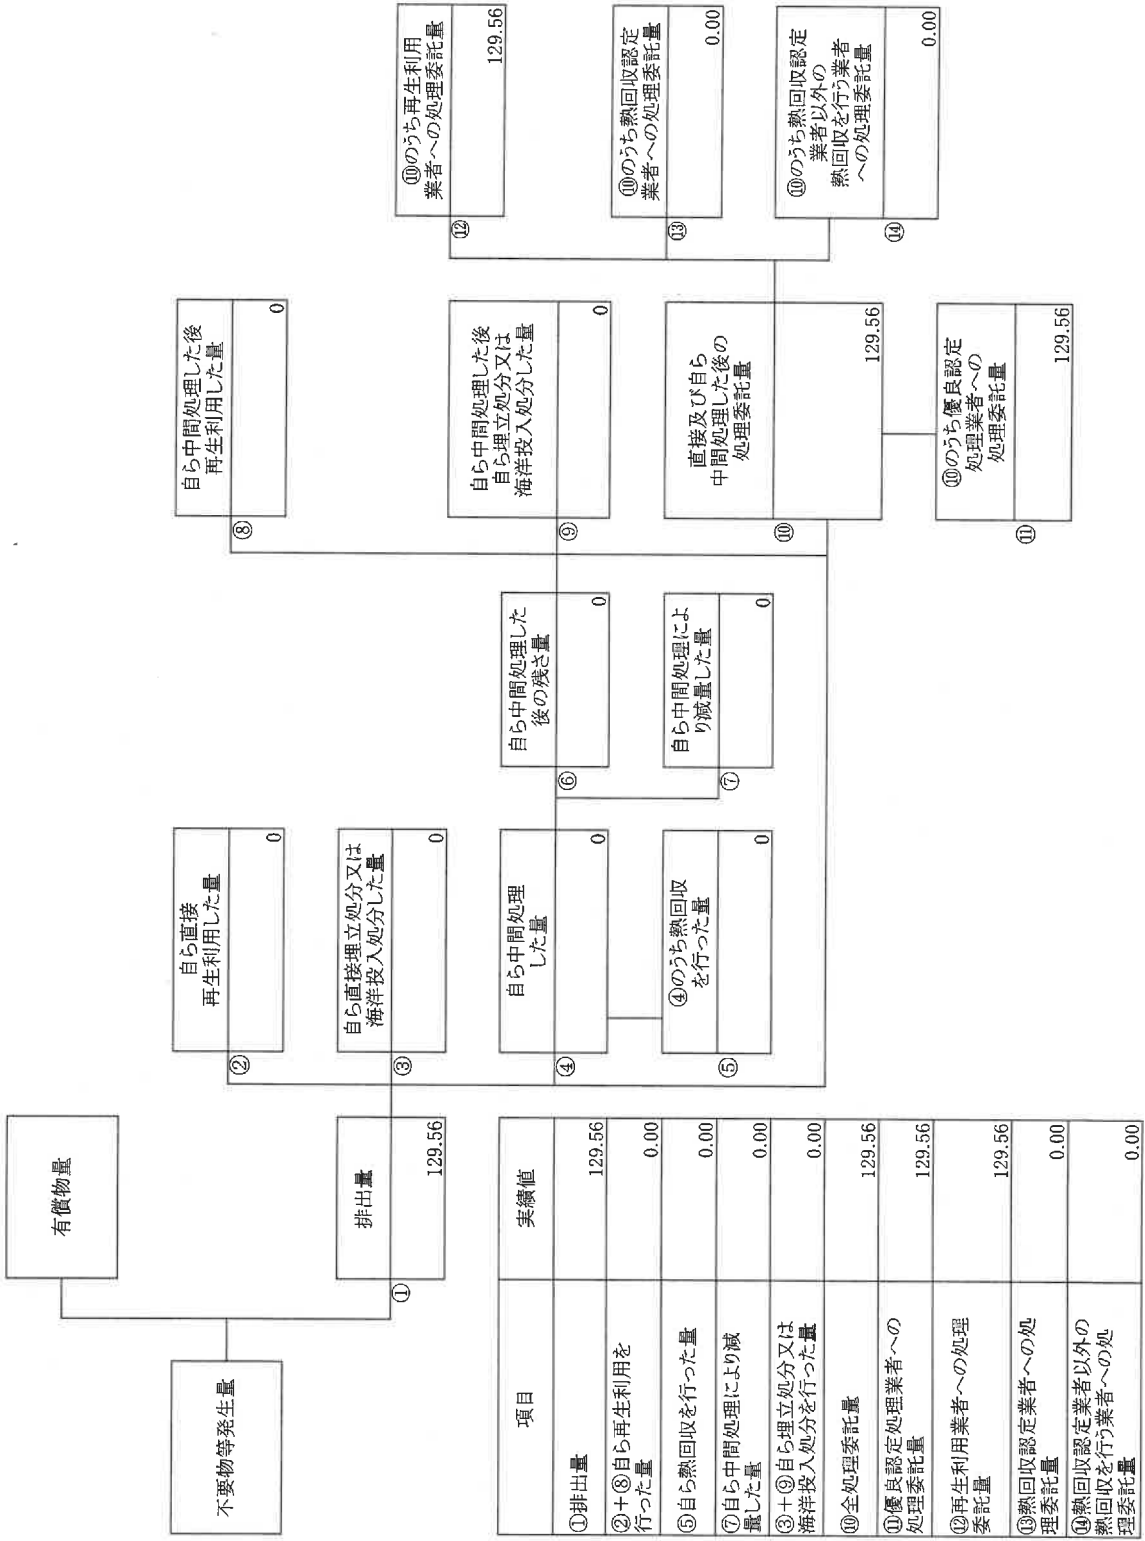 不要物等発生量
有償物量
排出量
①
129.56
自ら直接
再生利用した量
②
0
自ら直接埋立処分又は
海洋投入処分した量
③
0
自ら中間処理
した量
④
0
④のうち熱回収
を行った量
⑤
0
自ら中間処理した
後の残さ量
⑥
0
自ら中間処理によ
り減量した量
⑦
0
自ら中間処理した後
再生利用した量
⑧
0
自ら中間処理した後
自ら埋立処分又は
海洋投入処分した量
⑨
0
直接及び自ら
中間処理した後の
処理委託量
⑩
129.56
⑩のうち優良認定
処理業者への
処理委託量
⑪
129.56
⑩のうち再生利用
業者への処理委託量
⑫
129.56
⑩のうち熱回収認定
業者への処理委託量
⑬
0.00
⑩のうち熱回収認定
業者以外の
熱回収を行う業者
への処理委託量
⑭
0.00
項目 実績値
①排出量 129.56
②+⑧自ら再生利用を
行った量 0.00
⑤自ら熱回収を行った量 0.00
⑦自ら中間処理により減
量した量 0.00
③+⑨自ら埋立処分又は
海洋投入処分を行った量 0.00
⑩全処理委託量 129.56
⑪優良認定処理業者への
処理委託量 129.56
⑫再生利用業者への処理
委託量 129.56
⑬熱回収認定業者への処
理委託量 0.00
⑭熱回収認定業者以外の
熱回収を行う業者への処
理委託量 0.00